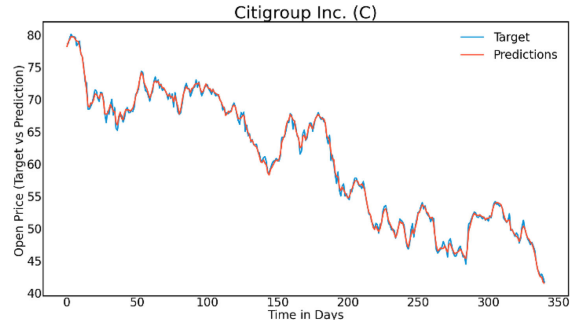 Citigroup Inc. (C)
Target
Predictions
Open Price (Target vs Prediction)
80
75
70
65
60
55
50
45
40
0 50 100 150 200 250 300 350
Time in Days